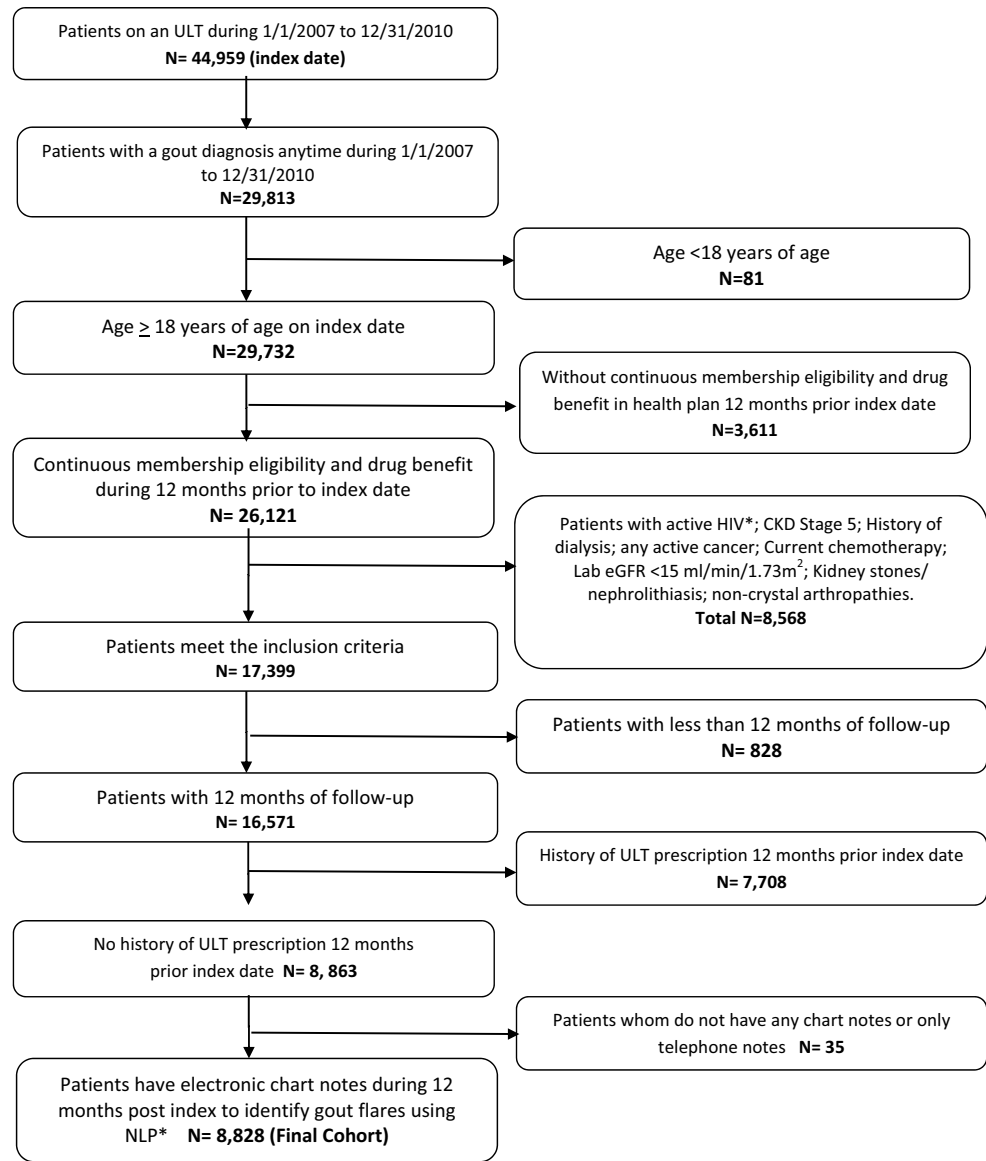 Patients on an ULT during 1/1/2007 to 12/31/2010
N= 44,959 (index date)
Patients with a gout diagnosis anytime during 1/1/2007
to 12/31/2010
N=29,813
Age <18 years of age
N=81
Age ≥ 18 years of age on index date
N=29,732
Without continuous membership eligibility and drug
benefit in health plan 12 months prior index date
N=3,611
Continuous membership eligibility and drug benefit
during 12 months prior to index date
N= 26,121
Patients with active HIV*; CKD Stage 5; History of
dialysis; any active cancer; Current chemotherapy;
Lab eGFR <15 ml/min/1.73m²; Kidney stones/
nephrolithiasis; non-crystal arthropathies.
Total N=8,568
Patients meet the inclusion criteria
N= 17,399
Patients with less than 12 months of follow-up
N= 828
Patients with 12 months of follow-up
N= 16,571
History of ULT prescription 12 months prior index date
N= 7,708
No history of ULT prescription 12 months
prior index date N= 8, 863
Patients whom do not have any chart notes or only
telephone notes N= 35
Patients have electronic chart notes during 12
months post index to identify gout flares using
NLP* N= 8,828 (Final Cohort)